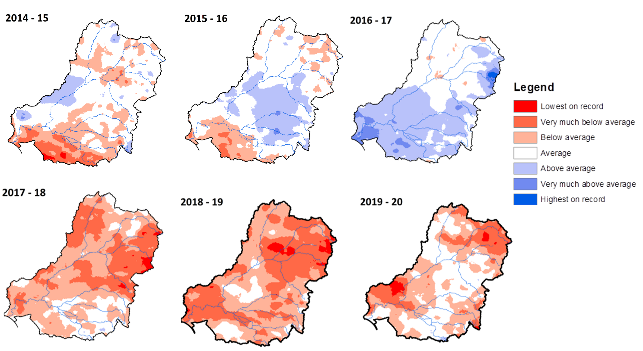 2014 - 15
2015 - 16
2016 - 17
Legend
Lowest on record
Very much below average
Below average
Average
Above average
Very much above average
Highest on record
2017 - 18
2018 - 19
2019 - 20